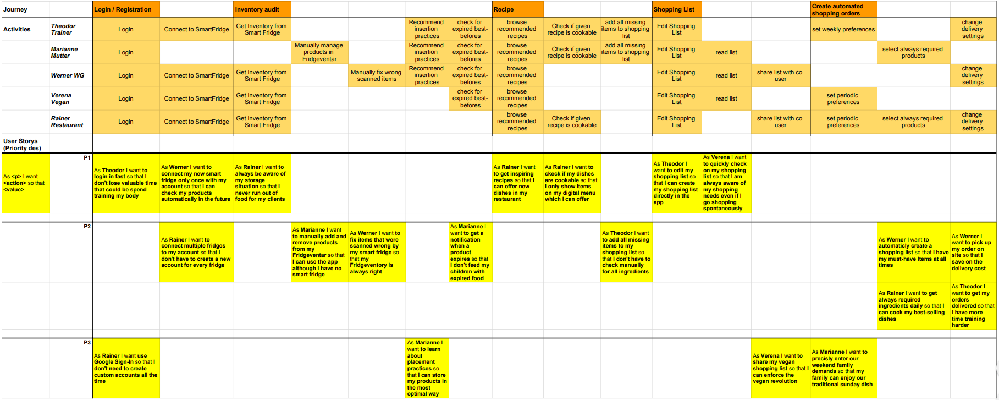 Journey
Login / Registration
Inventory audit
Recipe
Shopping List
Create automated
shopping orders
Activities
Theodor
Trainer
Login
Connect to SmartFridge
Get Inventory from
Smart Fridge
Recommend
insertion
practices
check for
expired best-
befores
browse
recommended
recipes
Check if given
recipe is cookable
add all missing
items to shopping
list
Edit Shopping
List
set weekly preferences
change
delivery
settings
Marianne
Mutter
Login
Manually manage
products in
Fridgeventar
Recommend
insertion
practices
check for
expired best-
befores
browse
recommended
recipes
Check if given
recipe is cookable
add all missing
items to shopping
list
Edit Shopping
List
read list
select always required
products
Werner WG
Login
Connect to SmartFridge
Get Inventory from
Smart Fridge
Manually fix wrong
scanned items
Recommend
insertion
practices
check for
expired best-
befores
browse
recommended
recipes
Edit Shopping
List
read list
share list with co
user
change
delivery
settings
Verena
Vegan
Login
Connect to SmartFridge
Get Inventory from
Smart Fridge
check for
expired best-
befores
browse
recommended
recipes
Edit Shopping
List
read list
set periodic
preferences
Rainer
Restaurant
Login
Connect to SmartFridge
Get Inventory from
Smart Fridge
browse
recommended
recipes
Check if given
recipe is cookable
Edit Shopping
List
share list with co
user
set periodic
preferences
select always required
products
change
delivery
settings
User Storys
(Priority des)
P1
As <p> I want
<action> so that
<value>
As Theodor I want to
login in fast so that I
don't lose valuable time
that could be spend
training my body
As Werner I want to
connect my new smart
fridge only once with my
account so that i can
check my products
automatically in the future
As Rainer I want to
always be aware of
my storage
situation so that I
never run out of
food for my clients
As Rainer I want
to get inspiring
recipes so that I
can offer new
dishes in my
restaurant
As Rainer I want to
ckeck if my dishes
are cookable so that
I only show items
on my digital menu
which I can offer
As Theodor I
want to edit my
shopping list so
that I can create
my shopping list
directly in the
app
As Verena I want
to quickly check
on my shopping
list so that I am
always aware of
my shopping
needs even if I
go shopping
spontaneously
P2
As Rainer I want to
connect multiple fridges
to my account so that I
don't have to create a new
account for every fridge
As Marianne I want
to manually add and
remove products
from my
Fridgeventar so that
I can use the app
although I have no
smart fridge
As Werner I want to
fix items that were
scanned wrong by
my smart fridge so
that my
Fridgeventory is
always right
As Marianne I
want to get a
notification
when a
product
expires so that
I don't feed my
children with
expired food
As Theodor I want
to add all missing
items to my
shopping list so
that I don't have to
check manually
for all ingredients
As Werner I want to
automaticly create a
shopping list so that I have
my must-have Items at all
times
As Werner I
want to pick up
my order on
site so that I
save on the
delivery cost
As Rainer I want to get
always required
ingredients daily so that I
can cook my best-selling
dishes
As Theodor I
want to get my
orders
delivered so that
I have more
time training
harder
P3
As Rainer I want use
Google Sign-In so that I
don't need to create
custom accounts all the
time
As Marianne I
want to learn
about
placement
practices so
that I can store
my products in
the most
optimal way
As Verena I want to
share my vegan
shopping list so that I
can enforce the
vegan revolution
As Marianne I want to
precisly enter our
weekend family
demands so that my
family can enjoy our
traditional sunday dish